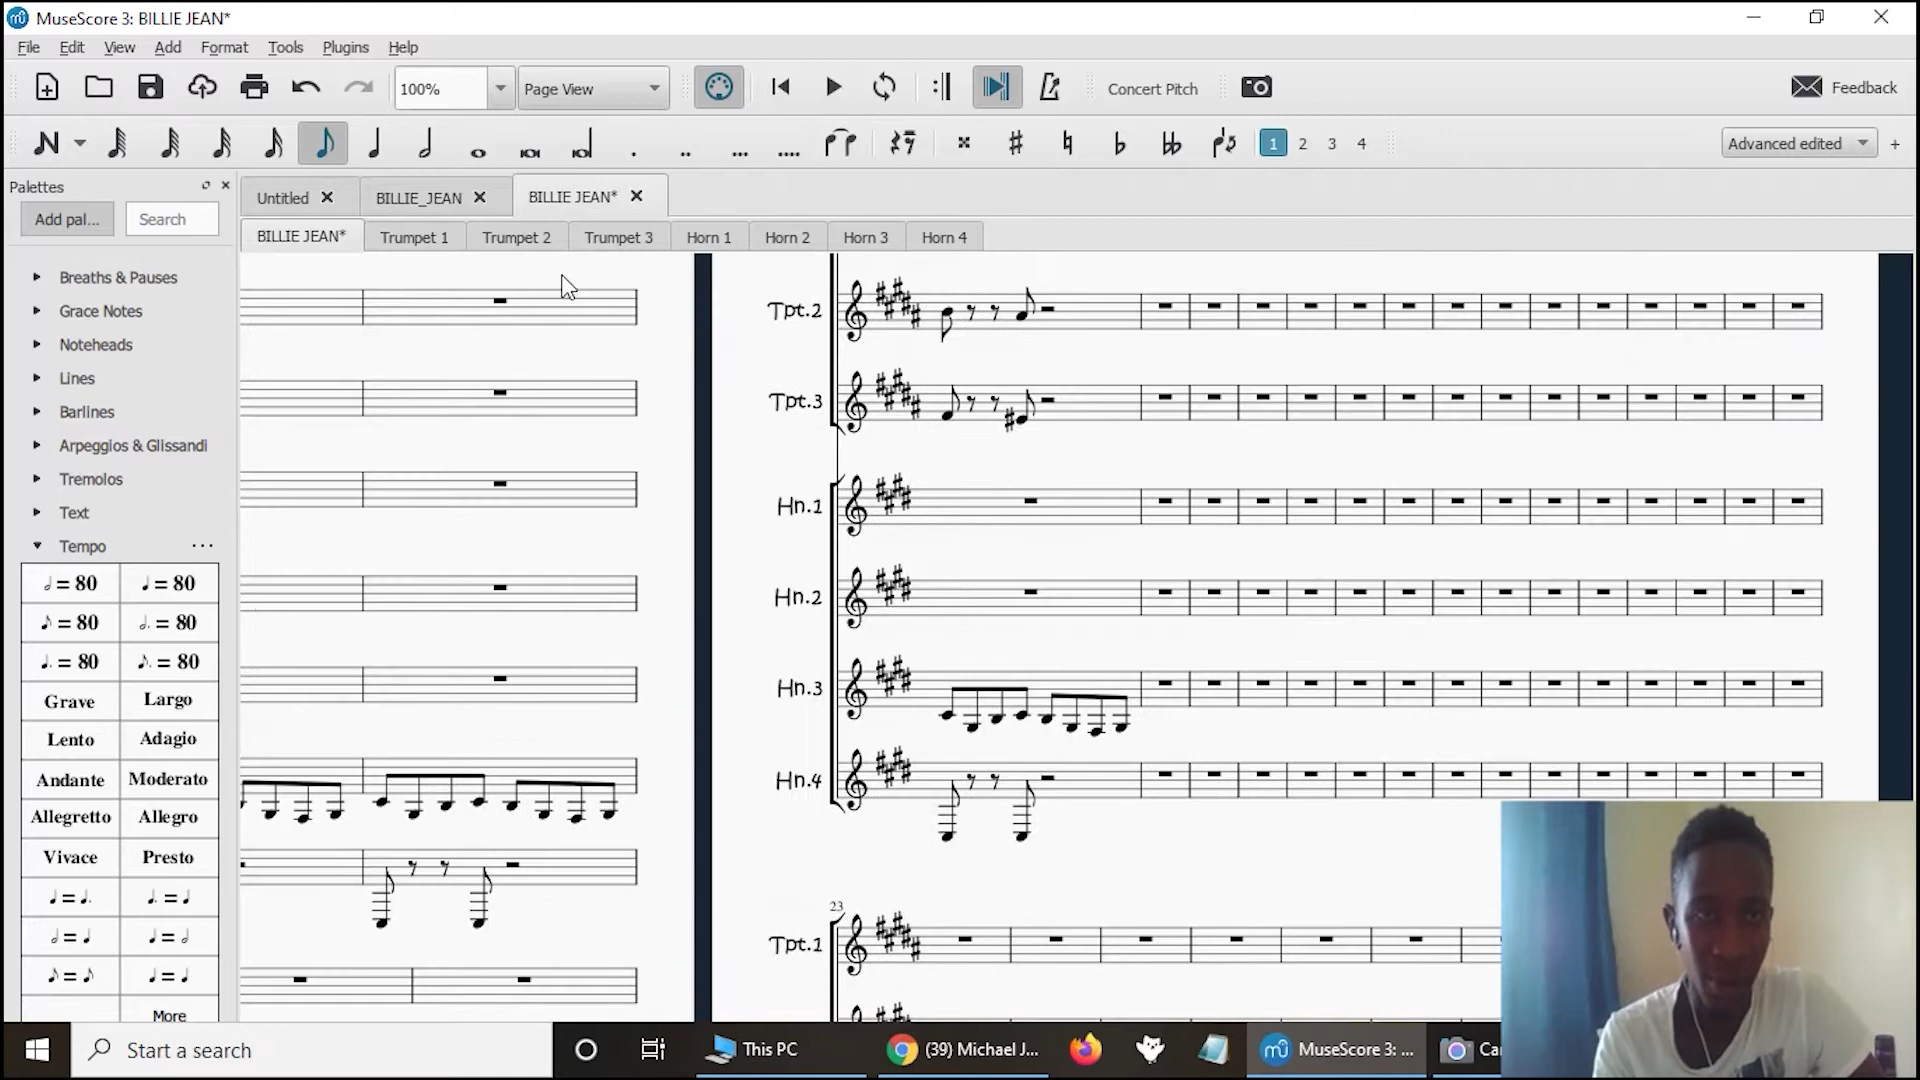 MuseScore 3: BILLIE JEAN*
File Edit View Add Format Tools Plugins Help
100% Page View Concert Pitch Feedback
1 2 3 4 Advanced edited +
Palettes
Untitled BILLIE_JEAN BILLIE JEAN*
Add pal... Search
BILLIE JEAN* Trumpet 1 Trumpet 2 Trumpet 3 Horn 1 Horn 2 Horn 3 Horn 4
Breaths & Pauses
Grace Notes
Noteheads
Lines
Barlines
Arpeggios & Glissandi
Tremolos
Text
Tempo ...
= 80 = 80
= 80 = 80
= 80 = 80
Grave Largo
Lento Adagio
Andante Moderato
Allegretto Allegro
Vivace Presto
More
Tpt.2
Tpt.3
Hn.1
Hn.2
Hn.3
Hn.4
23
Tpt.1
Start a search This PC (39) Michael J... MuseScore 3: ... Ca